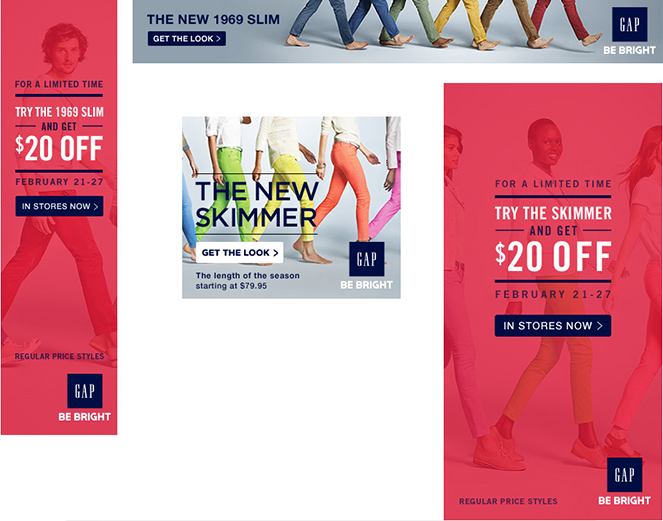 FOR A LIMITED TIME
TRY THE 1969 SLIM
AND GET
$20 OFF
FEBRUARY 21-27
IN STORES NOW >
REGULAR PRICE STYLES
GAP
BE BRIGHT
THE NEW 1969 SLIM
GET THE LOOK >
GAP
BE BRIGHT
THE NEW
SKIMMER
GET THE LOOK >
The length of the season
starting at $79.95
GAP
BE BRIGHT
FOR A LIMITED TIME
TRY THE SKIMMER
AND GET
$20 OFF
FEBRUARY 21-27
IN STORES NOW >
REGULAR PRICE STYLES
GAP
BE BRIGHT